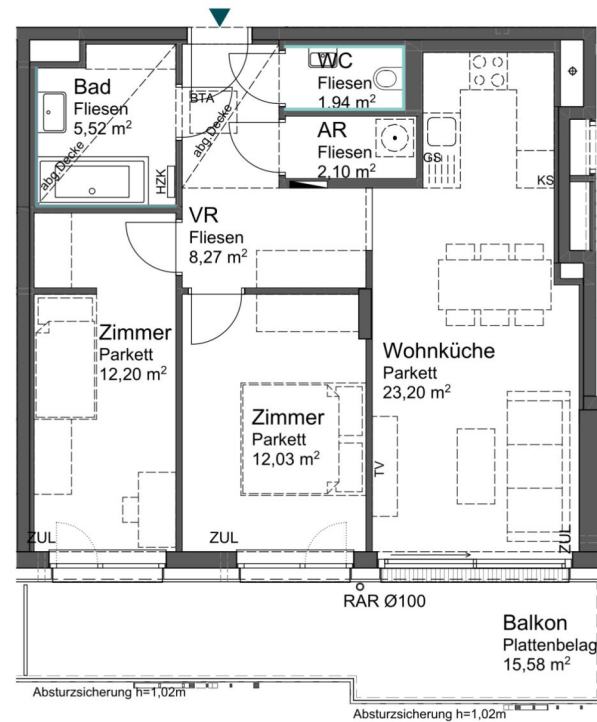 WC
Fliesen
1,94 m²
Bad
Fliesen
5,52 m²
BTA
abg.Decke
abg.Decke
AR
Fliesen
2,10 m²
GS
KS
HZK
VR
Fliesen
8,27 m²
Zimmer
Parkett
12,20 m²
Wohnküche
Parkett
23,20 m²
Zimmer
Parkett
12,03 m²
TV
ZUL
ZUL
ZUL
RAR Ø100
Balkon
Plattenbelag
15,58 m²
Absturzsicherung h=1,02m
Absturzsicherung h=1,02m